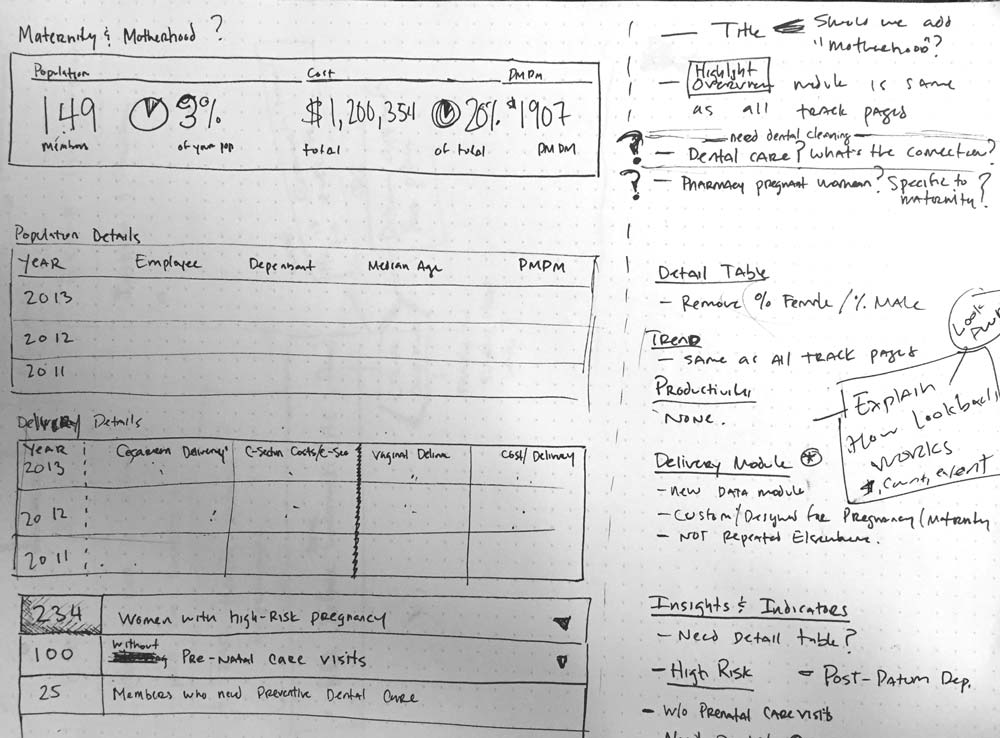 Maternity & Motherhood ?
Population Cost PMPM
149 3% $1,200,354 20% $1907
members of your pop total of total PMPM
Population Details
YEAR Employee Dependant Median Age PMPM
2013
2012
2011
Delivery Details
YEAR Cesarean Delivery C-Section Costs/C-Sec Vaginal Deliver Cost/Delivery
2013
2012
2011
234 Women with High-Risk pregnancy
100 without Pre-Natal care visits
25 Members who need Preventive Dental Care
— Title Should we add
"motherhood"?
— Highlight
Overview module is same
as all track pages
— need dental cleaning —
? — Dental care? What's the connection?
? — Pharmacy pregnant women? Specific to
maternity?
Detail Table
- Remove % Female / % Male
Trend
- Same as all track pages
Productivity
None.
Look
Explain
How lookback
works
$, count, event
Delivery Module *
- New data module
- Custom/Designed for Pregnancy/Maternity
- Not Repeated Elsewhere.
Insights & Indicators
- Need Detail table?
- High Risk - Post-Datum Dep.
- w/o Prenatal care visits